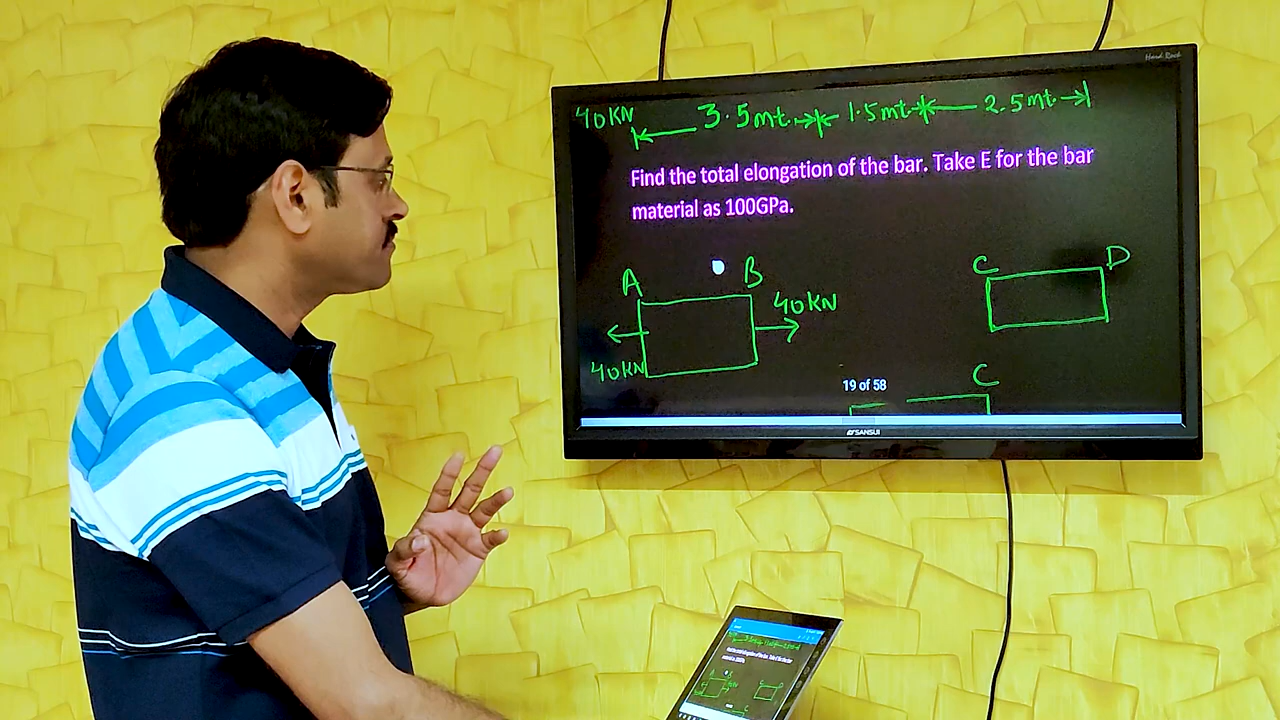 40KN 3.5mt. 1.5mt. 2.5mt.
Find the total elongation of the bar. Take E for the bar
material as 100GPa.
A B C D
40KN
40KN
19 of 58
C
SANSUI